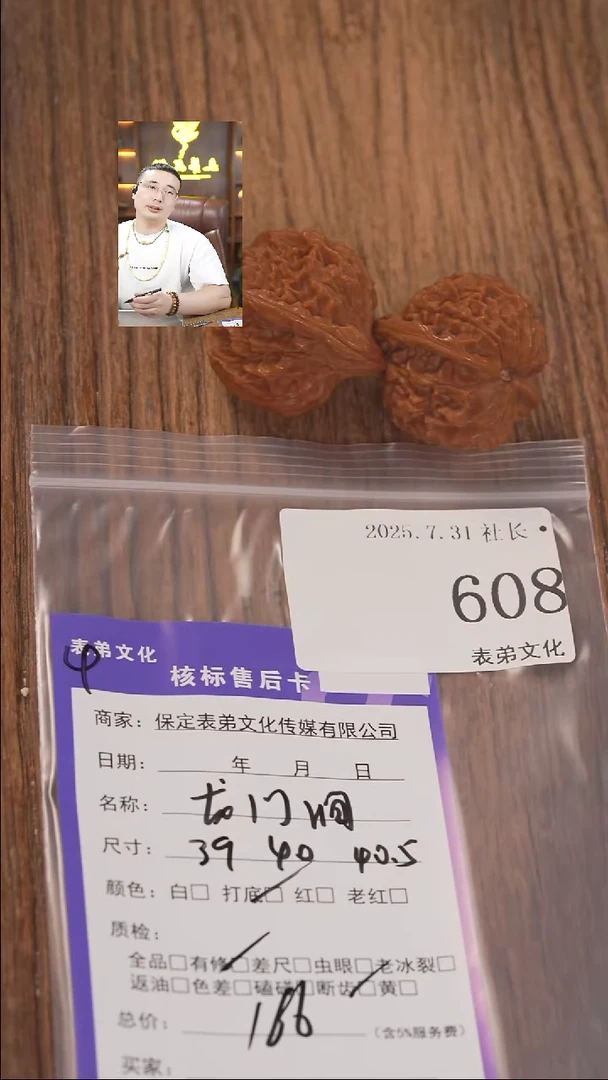 2025.7.31 社长
608
表弟文化
表弟文化
核标售后卡
商家：保定表弟文化传媒有限公司
日期：年 月 日
名称：龙门涧
尺寸：39 40 40.5
颜色：白□ 打底□ 红□ 老红□
质检：
全品□有修□差尺□虫眼□老冰裂□
返油□色差□磕碰□断齿□黄□
总价：186（含5%服务费）
买家：